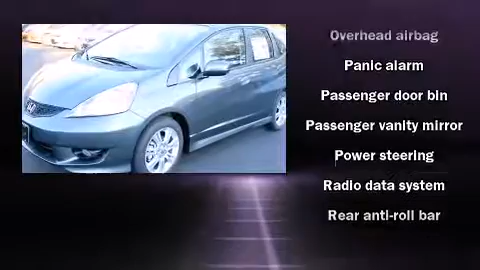 Overhead airbag
Panic alarm
Passenger door bin
Passenger vanity mirror
Power steering
Radio data system
Rear anti-roll bar